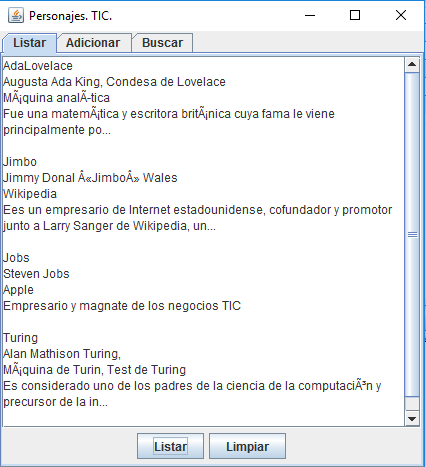 Personajes. TIC.
Listar Adicionar Buscar
AdaLovelace
Augusta Ada King, Condesa de Lovelace
MÃ¡quina analÃ-tica
Fue una matemÃ¡tica y escritora britÃ¡nica cuya fama le viene
principalmente po...
Jimbo
Jimmy Donal Â«JimboÂ» Wales
Wikipedia
Ees un empresario de Internet estadounidense, cofundador y promotor
junto a Larry Sanger de Wikipedia, un...
Jobs
Steven Jobs
Apple
Empresario y magnate de los negocios TIC
Turing
Alan Mathison Turing,
MÃ¡quina de Turin, Test de Turing
Es considerado uno de los padres de la ciencia de la computaciÃ³n y
precursor de la in...
Listar Limpiar